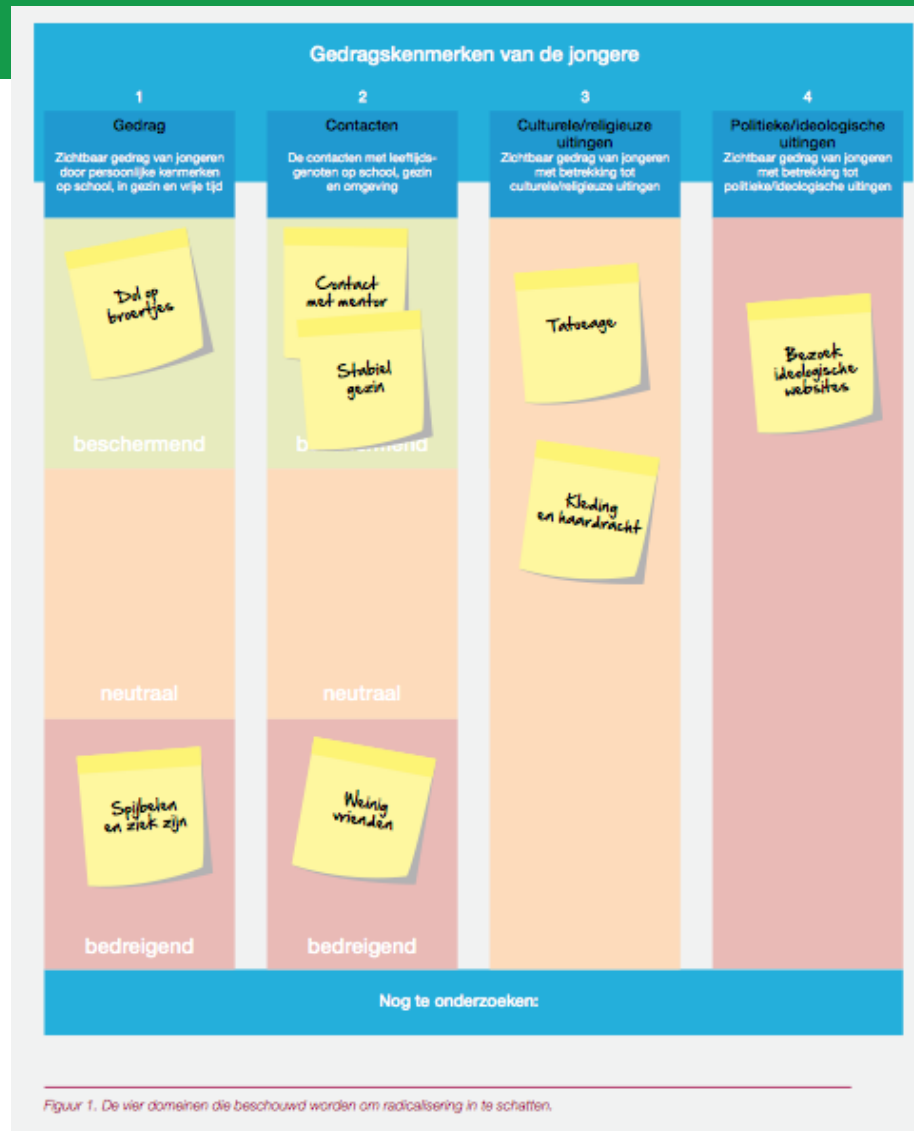 Gedragskenmerken van de jongere
1
Gedrag
Zichtbaar gedrag van jongeren
door persoonlijke kenmerken
op school, in gezin en vrije tijd
2
Contacten
De contacten met leeftijds-
genoten op school, gezin
en omgeving
3
Culturele/religieuze
uitingen
Zichtbaar gedrag van jongeren
met betrekking tot
culturele/religieuze uitingen
4
Politieke/ideologische
uitingen
Zichtbaar gedrag van jongeren
met betrekking tot
politieke/ideologische uitingen
Dol op
broertjes
beschermend
neutraal
Spijbelen
en ziek zijn
bedreigend
Contact
met mentor
Stabiel
gezin
neutraal
Weinig
vrienden
bedreigend
Tatoeage
Kleding
en haardracht
Bezoek
ideologische
websites
Nog te onderzoeken:
Figuur 1. De vier domeinen die beschouwd worden om radicalisering in te schatten.